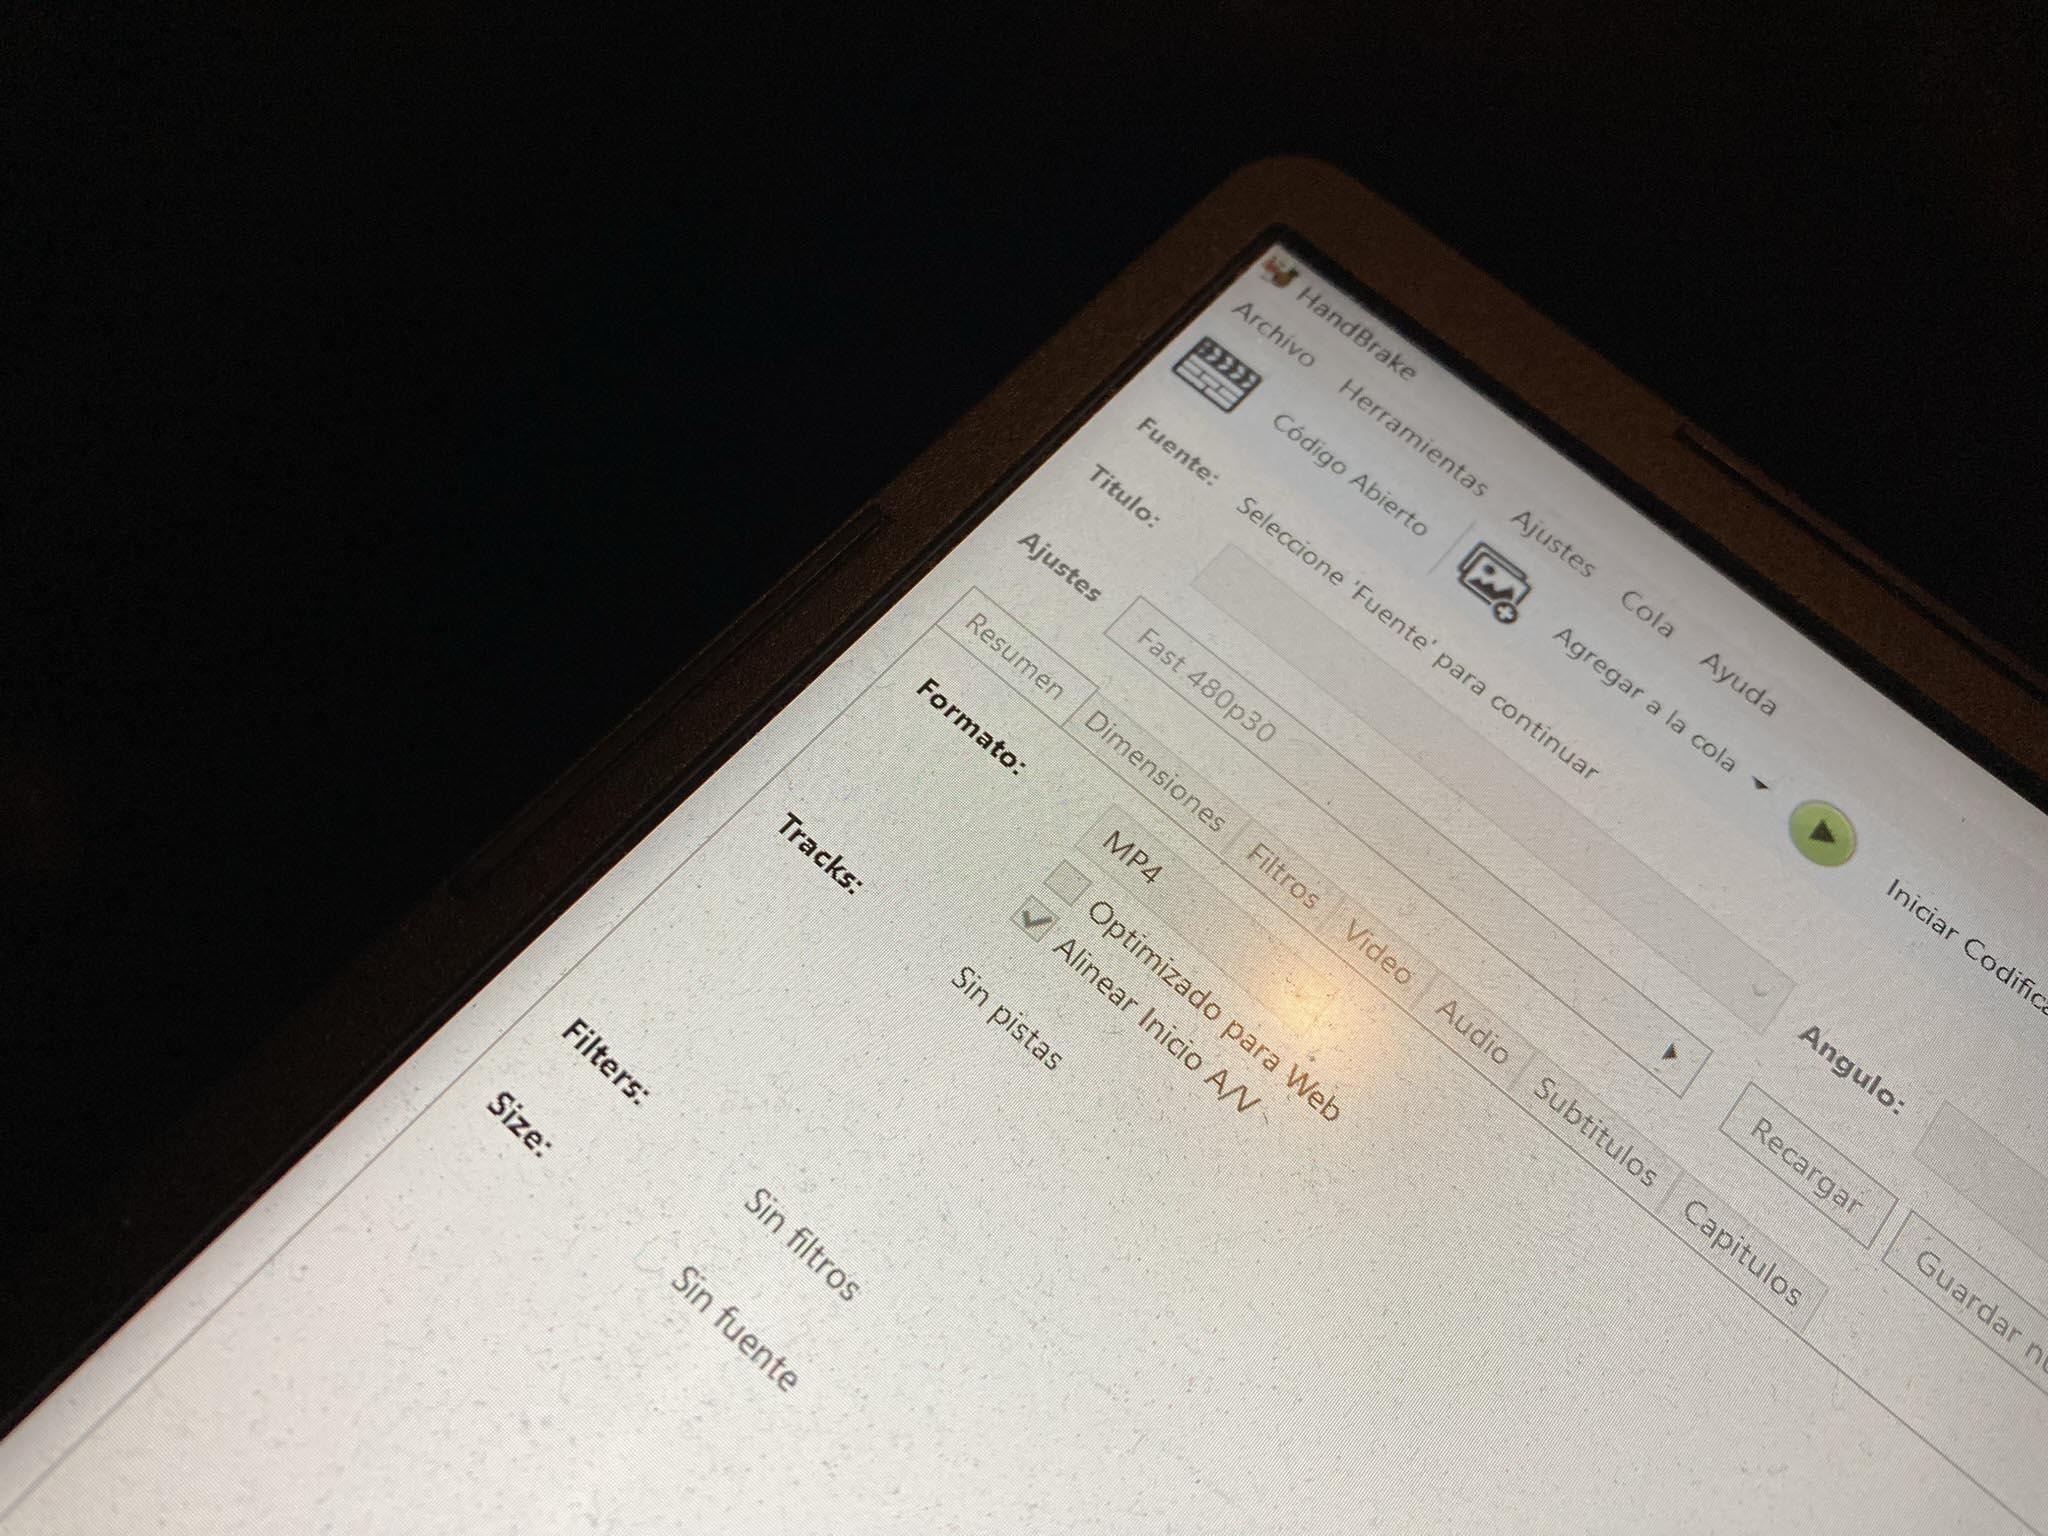 HandBrake
Archivo Herramientas Ajustes Cola Ayuda
Código Abierto Agregar a la cola Iniciar
Fuente: Seleccione 'Fuente' para continuar
Titulo: Angulo:
Ajustes Fast 480p30 Recargar Guardar
Resumen Dimensiones Filtros Video Audio Subtitulos Capitulos
Formato: MP4
Optimizado para Web
Alinear Inicio A/V
Tracks: Sin pistas
Filters: Sin filtros
Size: Sin fuente